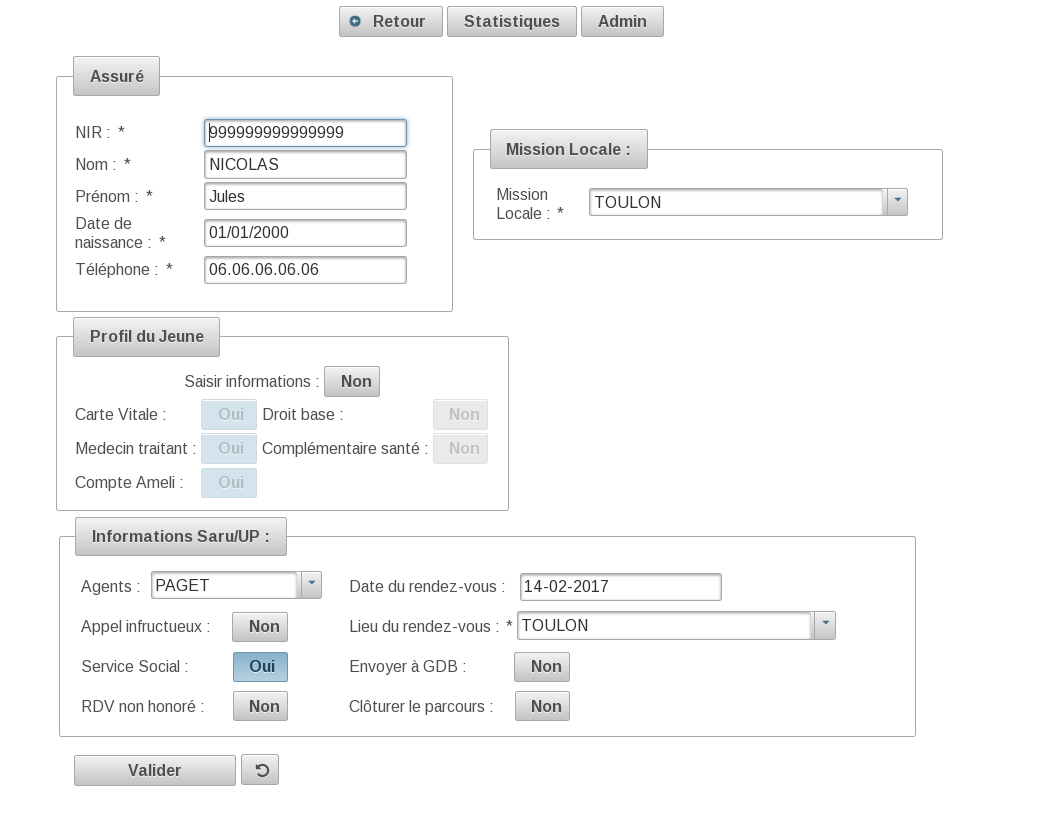 Retour Statistiques Admin
Assuré
NIR : * 999999999999999
Nom : * NICOLAS
Prénom : * Jules
Date de
naissance : * 01/01/2000
Téléphone : * 06.06.06.06.06
Mission Locale :
Mission
Locale : * TOULON
Profil du Jeune
Saisir informations : Non
Carte Vitale : Oui Droit base : Non
Medecin traitant : Oui Complémentaire santé : Non
Compte Ameli : Oui
Informations Saru/UP :
Agents : PAGET Date du rendez-vous : 14-02-2017
Appel infructueux : Non Lieu du rendez-vous : * TOULON
Service Social : Oui Envoyer à GDB : Non
RDV non honoré : Non Clôturer le parcours : Non
Valider